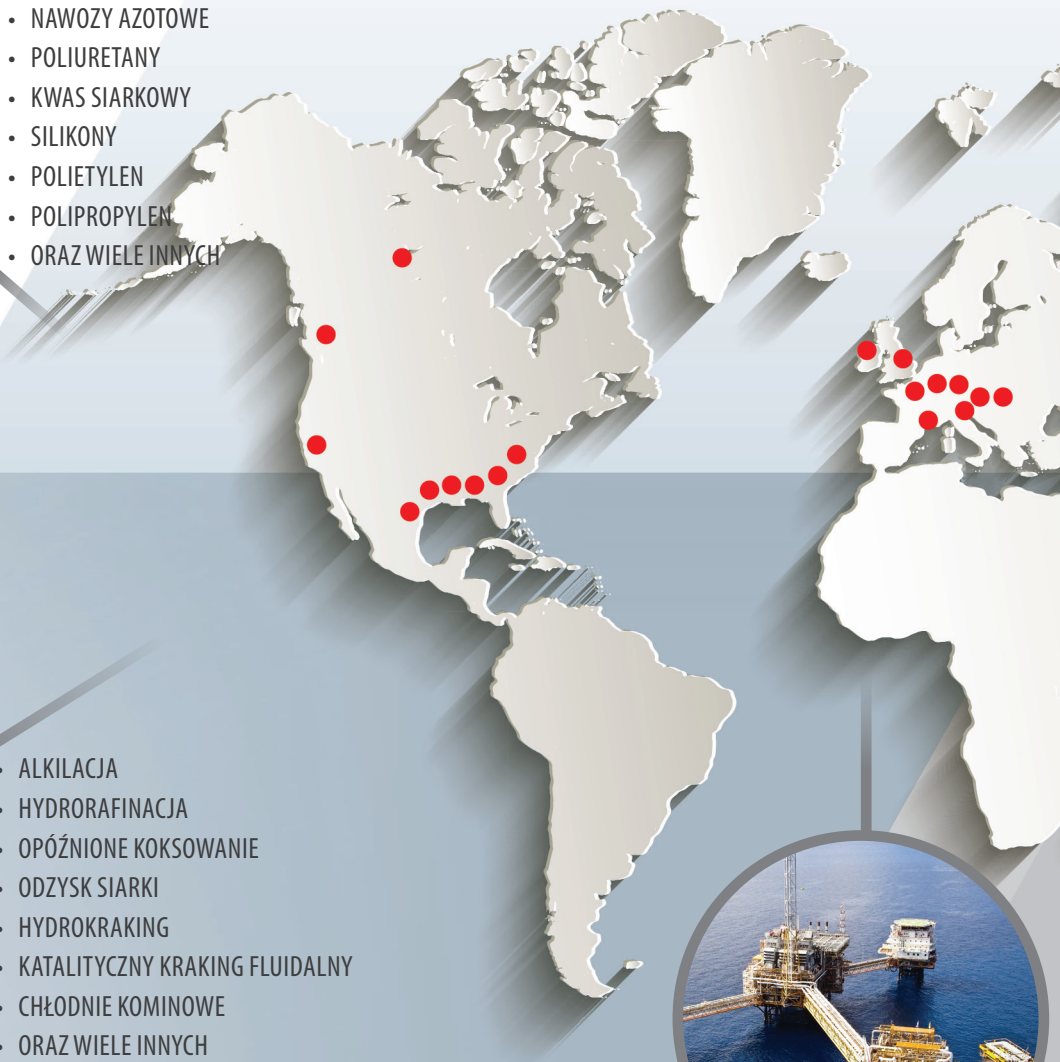 • NAWOZY AZOTOWE
• POLIURETANY
• KWAS SIARKOWY
• SILIKONY
• POLIETYLEN
• POLIPROPYLEN
• ORAZ WIELE INNYCH
• ALKILACJA
• HYDRORAFINACJA
• OPÓŹNIONE KOKSOWANIE
• ODZYSK SIARKI
• HYDROKRAKING
• KATALITYCZNY KRAKING FLUIDALNY
• CHŁODNIE KOMINOWE
• ORAZ WIELE INNYCH